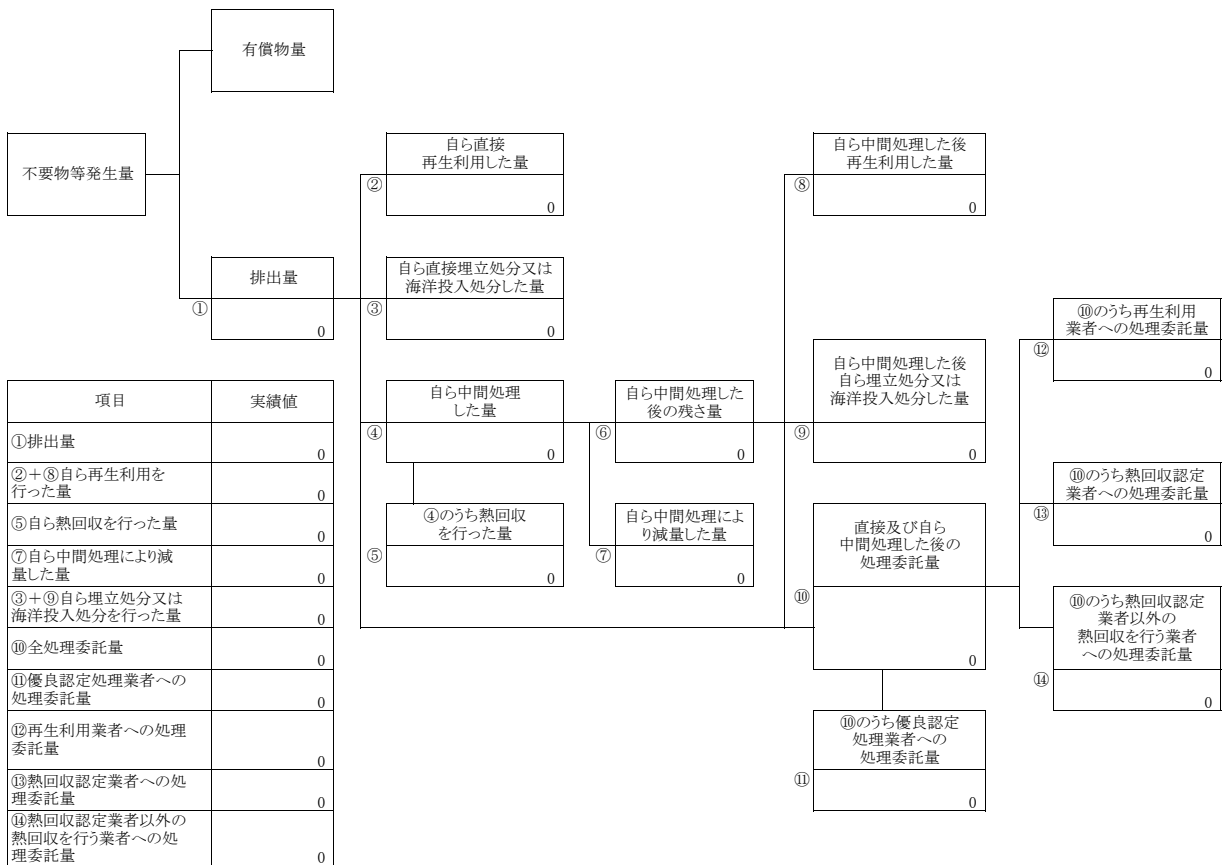 有償物量
不要物等発生量
自ら直接
再生利用した量
②
0
自ら中間処理した後
再生利用した量
⑧
0
排出量
①
0
自ら直接埋立処分又は
海洋投入処分した量
③
0
⑩のうち再生利用
業者への処理委託量
⑫
0
自ら中間処理
した量
④
0
自ら中間処理した
後の残さ量
⑥
0
自ら中間処理した後
自ら埋立処分又は
海洋投入処分した量
⑨
0
⑩のうち熱回収認定
業者への処理委託量
⑬
0
④のうち熱回収
を行った量
⑤
0
自ら中間処理によ
り減量した量
⑦
0
直接及び自ら
中間処理した後の
処理委託量
⑩
0
⑩のうち熱回収認定
業者以外の
熱回収を行う業者
への処理委託量
⑭
0
⑩のうち優良認定
処理業者への
処理委託量
⑪
0
項目 実績値
①排出量
0
②+⑧自ら再生利用を
行った量
0
⑤自ら熱回収を行った量
0
⑦自ら中間処理により減
量した量
0
③+⑨自ら埋立処分又は
海洋投入処分を行った量
0
⑩全処理委託量
0
⑪優良認定処理業者への
処理委託量
0
⑫再生利用業者への処理
委託量
0
⑬熱回収認定業者への処
理委託量
0
⑭熱回収認定業者以外の
熱回収を行う業者への処
理委託量
0